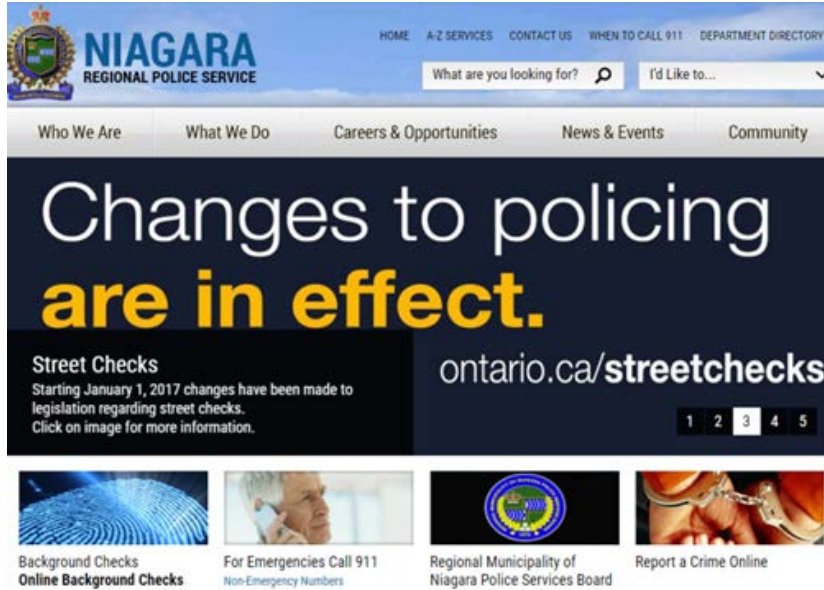 NIAGARA
REGIONAL POLICE SERVICE
HOME A-Z SERVICES CONTACT US WHEN TO CALL 911 DEPARTMENT DIRECTORY
What are you looking for? I'd Like to...
Who We Are What We Do Careers & Opportunities News & Events Community
Changes to policing
are in effect.
Street Checks
Starting January 1, 2017 changes have been made to
legislation regarding street checks.
Click on image for more information.
ontario.ca/streetchecks
1 2 3 4 5
Background Checks
Online Background Checks
For Emergencies Call 911
Non-Emergency Numbers
Regional Municipality of
Niagara Police Services Board
Report a Crime Online